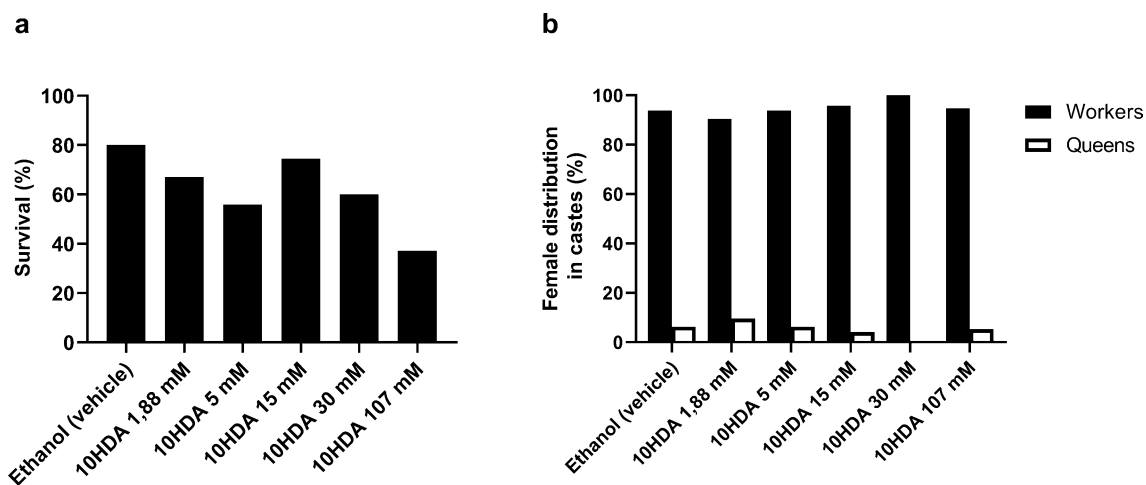 a
Survival (%)
100
80
60
40
20
0
Ethanol (vehicle)
10HDA 1,88 mM
10HDA 5 mM
10HDA 15 mM
10HDA 30 mM
10HDA 107 mM
b
Female distribution
in castes (%)
100
80
60
40
20
0
Ethanol (vehicle)
10HDA 1,88 mM
10HDA 5 mM
10HDA 15 mM
10HDA 30 mM
10HDA 107 mM
Workers
Queens